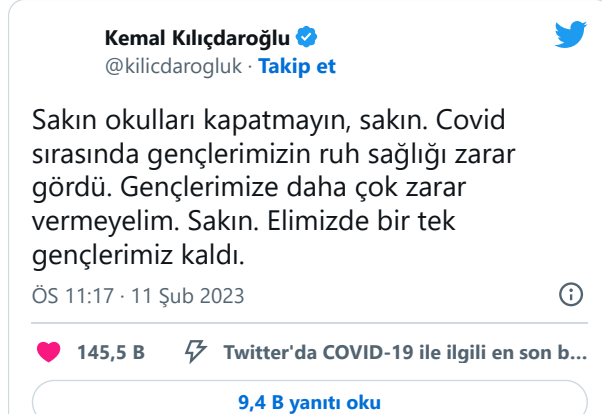 Kemal Kılıçdaroğlu
@kilicdarogluk · Takip et
Sakın okulları kapatmayın, sakın. Covid
sırasında gençlerimizin ruh sağlığı zarar
gördü. Gençlerimize daha çok zarar
vermeyelim. Sakın. Elimizde bir tek
gençlerimiz kaldı.
ÖS 11:17 · 11 Şub 2023
145,5 B Twitter'da COVID-19 ile ilgili en son b...
9,4 B yanıtı oku